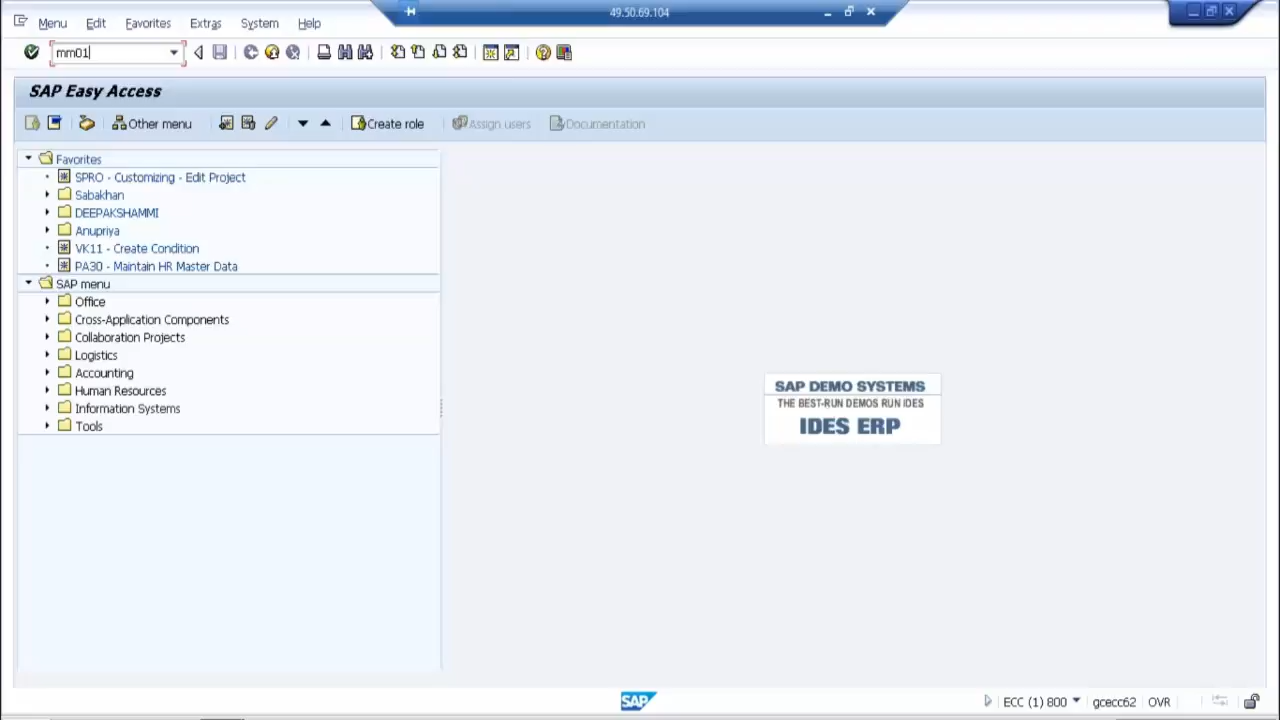 49.50.69.104
Menu Edit Favorites Extras System Help
mm01
SAP Easy Access
Other menu Create role Assign users Documentation
Favorites
SPRO - Customizing - Edit Project
Sabakhan
DEEPAKSHAMMI
Anupriya
VK11 - Create Condition
PA30 - Maintain HR Master Data
SAP menu
Office
Cross-Application Components
Collaboration Projects
Logistics
Accounting
Human Resources
Information Systems
Tools
SAP DEMO SYSTEMS
THE BEST-RUN DEMOS RUN IDES
IDES ERP
SAP
ECC (1) 800 gcecc62 OVR